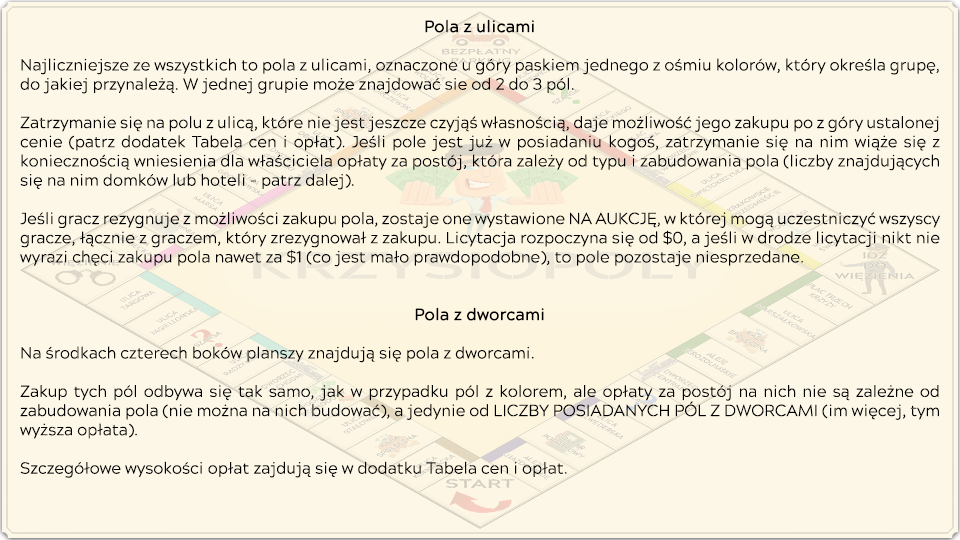 Pola z ulicami
Najliczniejsze ze wszystkich to pola z ulicami, oznaczone u góry paskiem jednego z ośmiu kolorów, który określa grupę,
do jakiej przynależą. W jednej grupie może znajdować sie od 2 do 3 pól.
Zatrzymanie się na polu z ulicą, które nie jest jeszcze czyjąś własnością, daje możliwość jego zakupu po z góry ustalonej
cenie (patrz dodatek Tabela cen i opłat). Jeśli pole jest już w posiadaniu kogoś, zatrzymanie się na nim wiąże się z
koniecznością wniesienia dla właściciela opłaty za postój, która zależy od typu i zabudowania pola (liczby znajdujących
się na nim domków lub hoteli - patrz dalej).
Jeśli gracz rezygnuje z możliwości zakupu pola, zostaje one wystawione NA AUKCJĘ, w której mogą uczestniczyć wszyscy
gracze, łącznie z graczem, który zrezygnował z zakupu. Licytacja rozpoczyna się od $0, a jeśli w drodze licytacji nikt nie
wyrazi chęci zakupu pola nawet za $1 (co jest mało prawdopodobne), to pole pozostaje niesprzedane.
Pola z dworcami
Na środkach czterech boków planszy znajdują się pola z dworcami.
Zakup tych pól odbywa się tak samo, jak w przypadku pól z kolorem, ale opłaty za postój na nich nie są zależne od
zabudowania pola (nie można na nich budować), a jedynie od LICZBY POSIADANYCH PÓL Z DWORCAMI (im więcej, tym
wyższa opłata).
Szczegółowe wysokości opłat zajdują się w dodatku Tabela cen i opłat.
BEZPŁATNY
KRZYSIOPOLY
IDŹ
DO
WIĘZIENIA
START